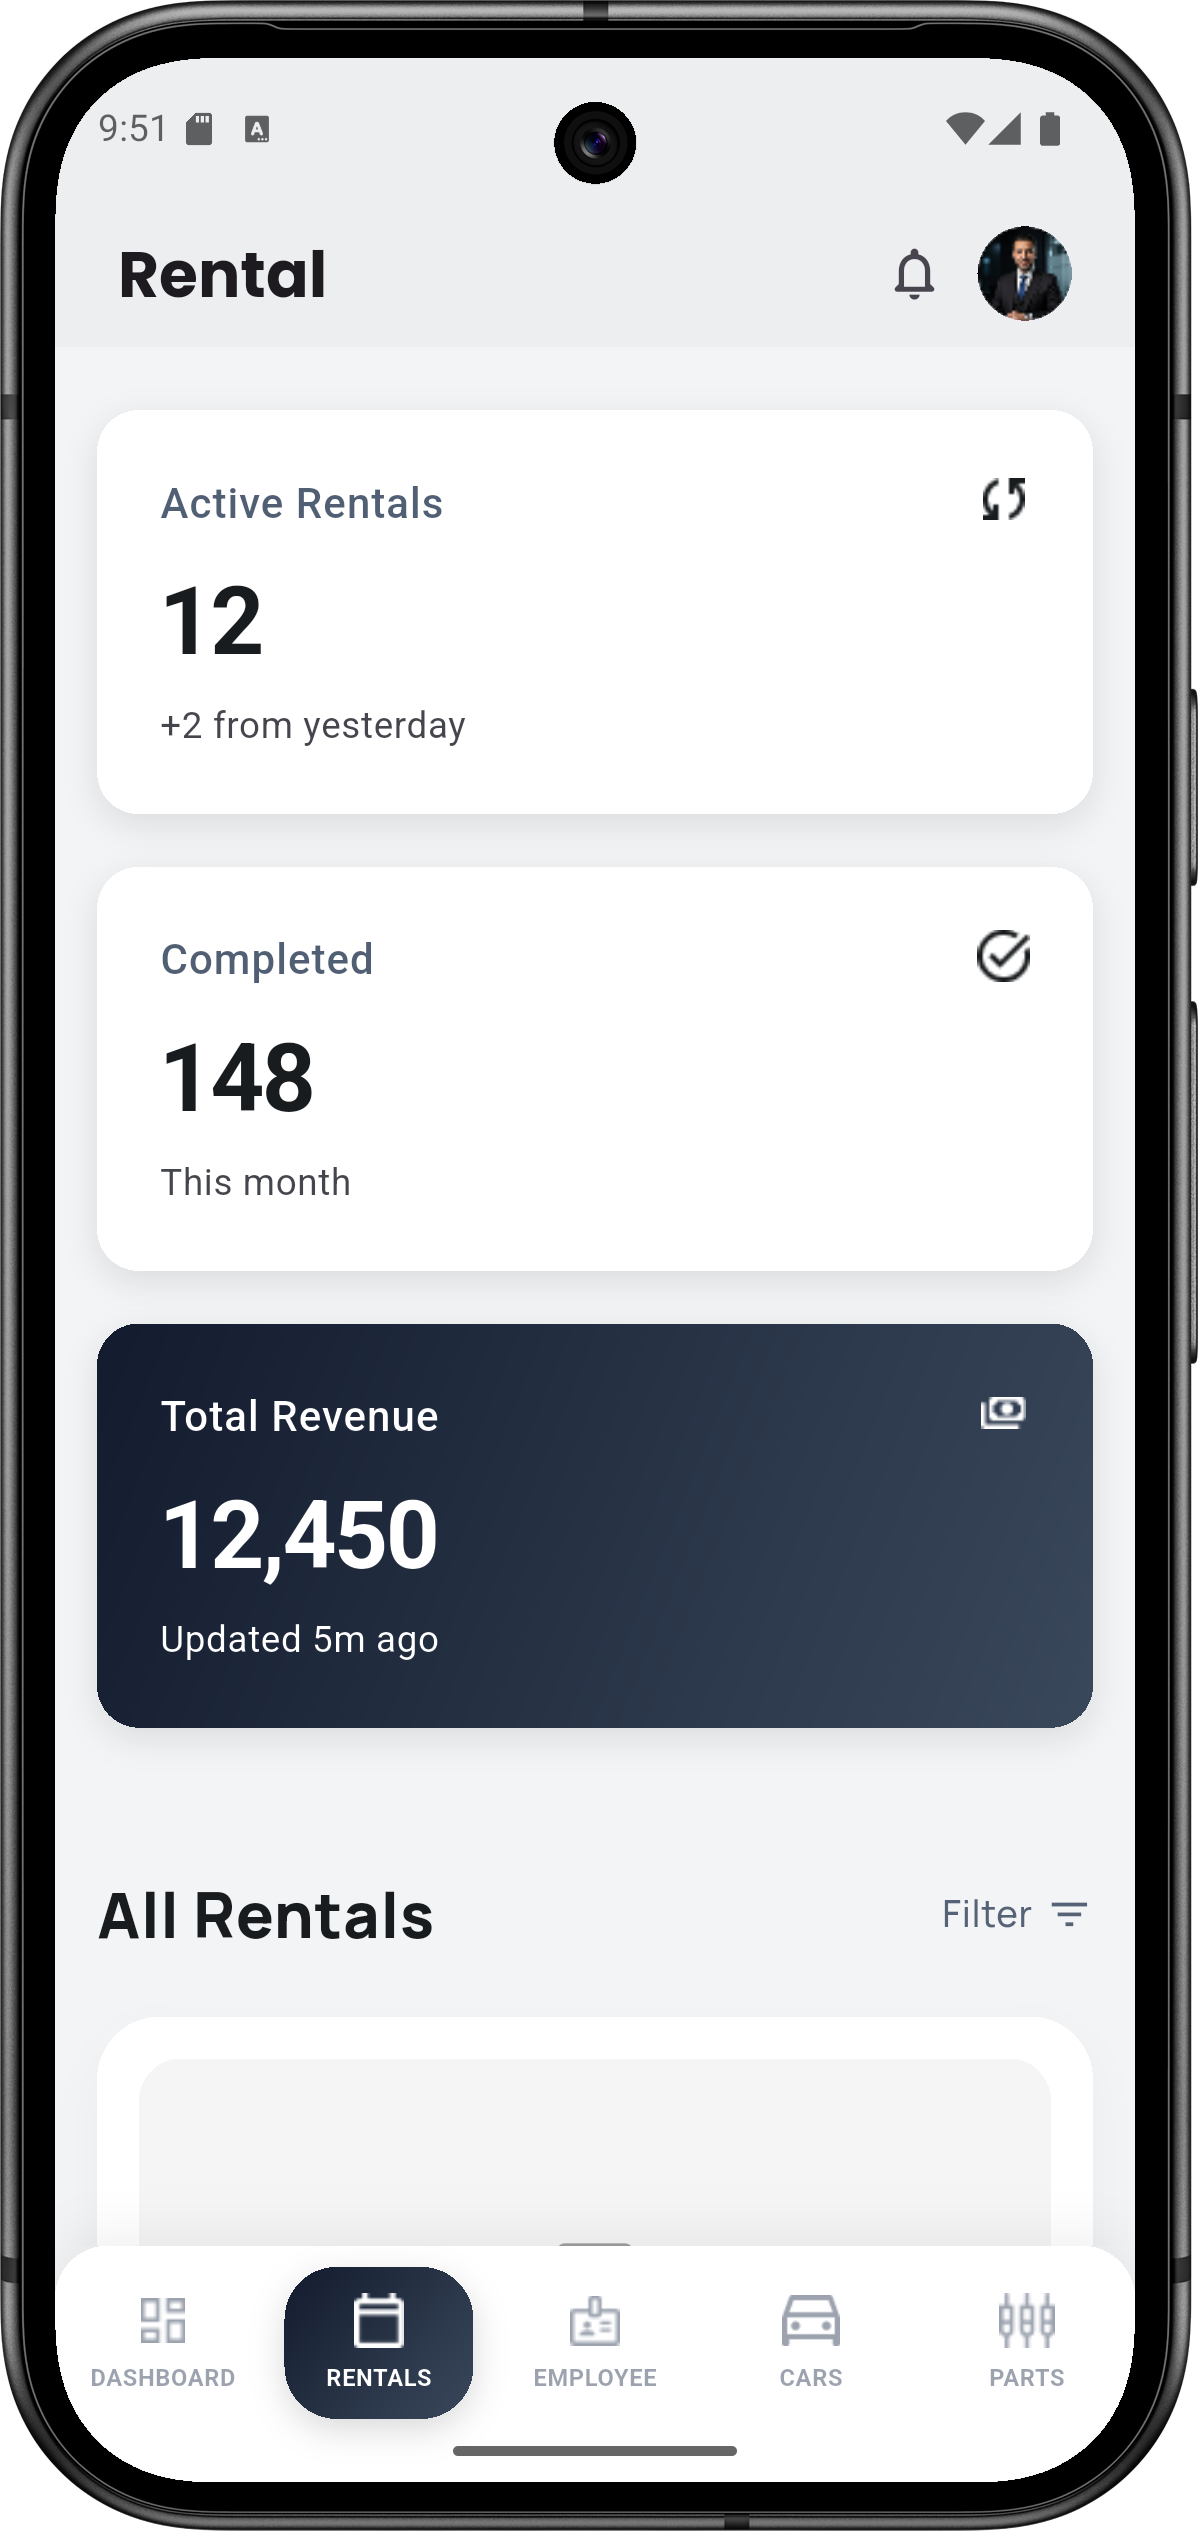 9:51
Rental
Active Rentals
12
+2 from yesterday
Completed
148
This month
Total Revenue
12,450
Updated 5m ago
All Rentals
Filter
DASHBOARD
RENTALS
EMPLOYEE
CARS
PARTS